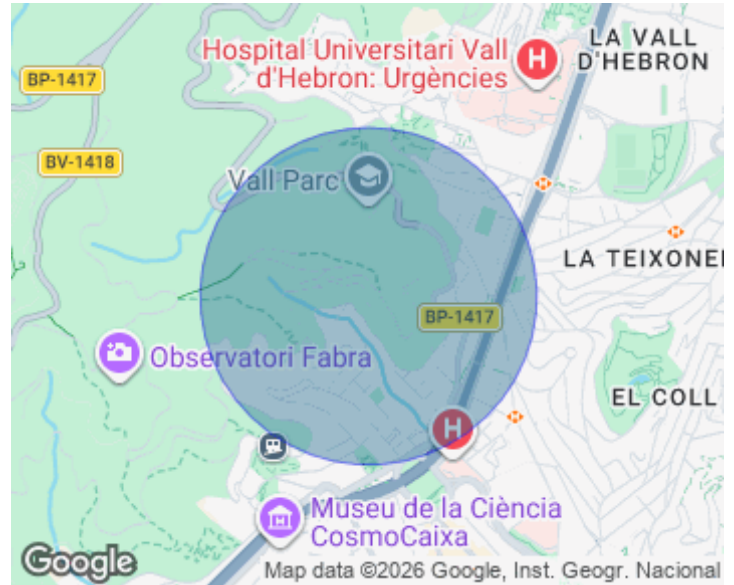 Hospital Universitari Vall
d'Hebron: Urgències
H
LA VALL
D'HEBRON
BP-1417
BV-1418
Vall Parc
LA TEIXONE
BP-1417
Observatori Fabra
EL COLL
H
Museu de la Ciència
CosmoCaixa
Google
Map data ©2026 Google, Inst. Geogr. Nacional